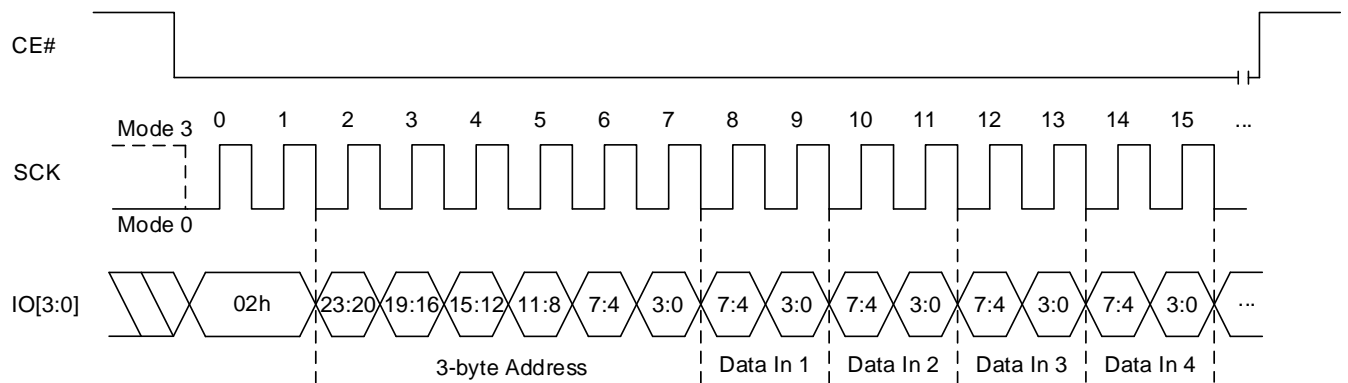 CE#
Mode 3 0 1 2 3 4 5 6 7 8 9 10 11 12 13 14 15 ...
SCK
Mode 0
IO[3:0] 02h 23:20 19:16 15:12 11:8 7:4 3:0 7:4 3:0 7:4 3:0 7:4 3:0 7:4 3:0 ...
3-byte Address Data In 1 Data In 2 Data In 3 Data In 4